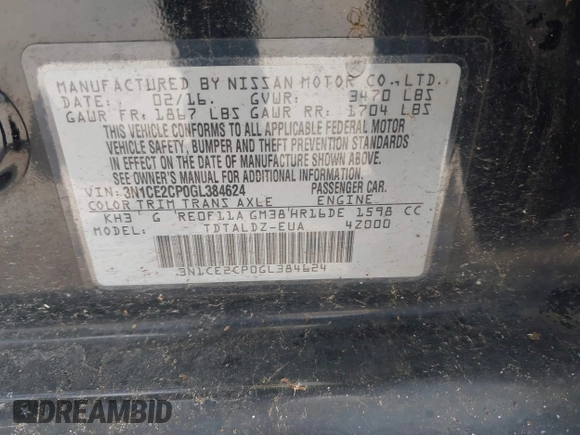 MANUFACTURED BY NISSAN MOTOR CO., LTD.
DATE: 02/16. GVWR: 3470 LBS
GAWR FR: 1867 LBS GAWR RR: 1704 LBS
THIS VEHICLE CONFORMS TO ALL APPLICABLE FEDERAL MOTOR
VEHICLE SAFETY, BUMPER AND THEFT PREVENTION STANDARDS
IN EFFECT ON THE DATE OF MANUFACTURE SHOWN ABOVE.
SEE OWNER'S MANUAL FOR ADDITIONAL INFORMATION.
VIN: 3N1CE2CP0GL384624 PASSENGER CAR.
COLOR TRIM TRANS AXLE ENGINE
KH3 G RE0F11A GM38 HR16DE 1598 CC
TDTALDZ-EUA 4Z000
3N1CE2CP0GL384624
DREAMBID